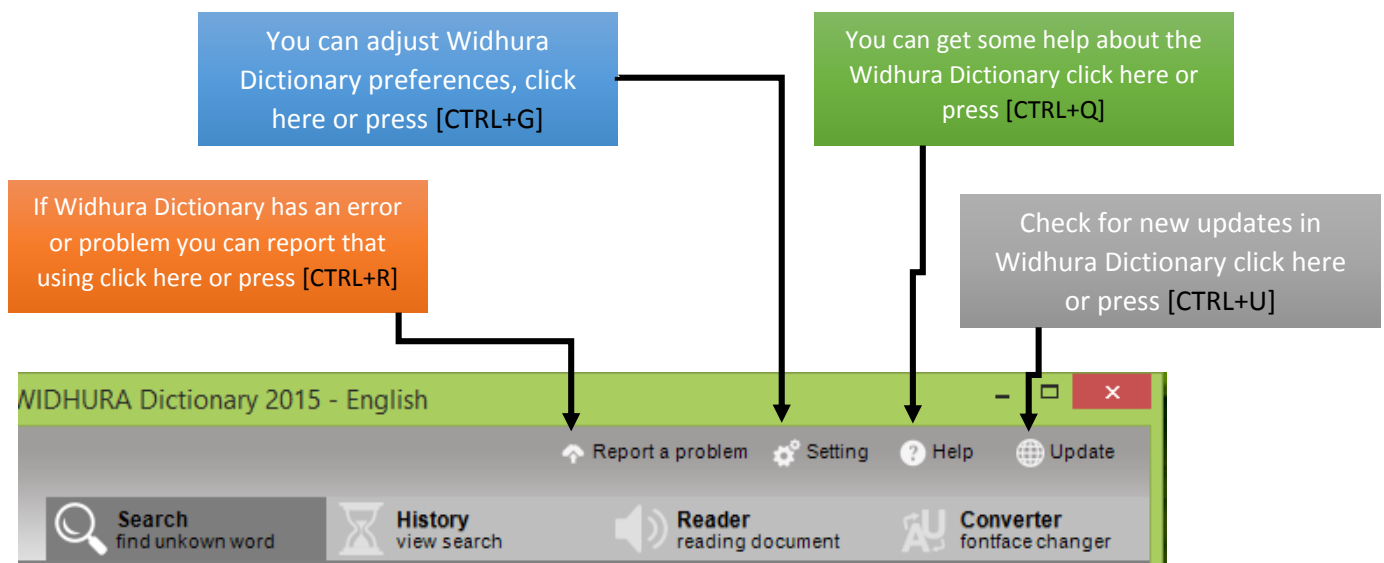 You can adjust Widhura
Dictionary preferences, click
here or press [CTRL+G]
You can get some help about the
Widhura Dictionary click here or
press [CTRL+Q]
If Widhura Dictionary has an error
or problem you can report that
using click here or press [CTRL+R]
Check for new updates in
Widhura Dictionary click here
or press [CTRL+U]
WIDHURA Dictionary 2015 - English
Report a problem Setting Help Update
Search
find unkown word
History
view search
Reader
reading document
Converter
fontface changer